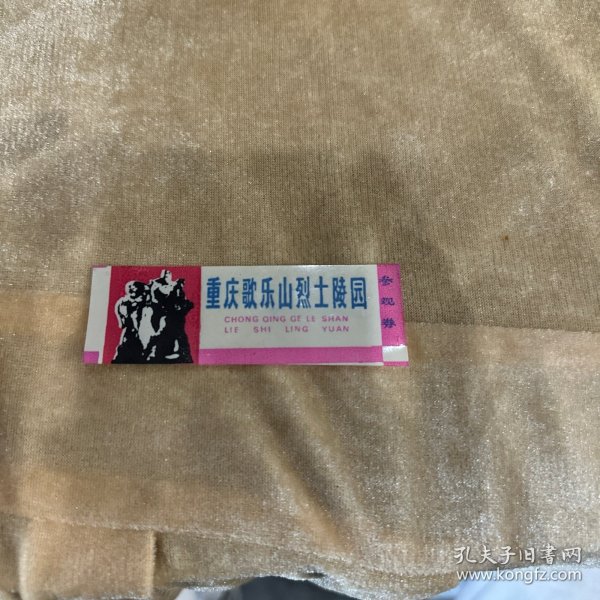 重庆歌乐山烈士陵园
CHONG QING GE LE SHAN
LIE SHI LING YUAN
参观券
孔夫子旧书网
www.kongfz.com